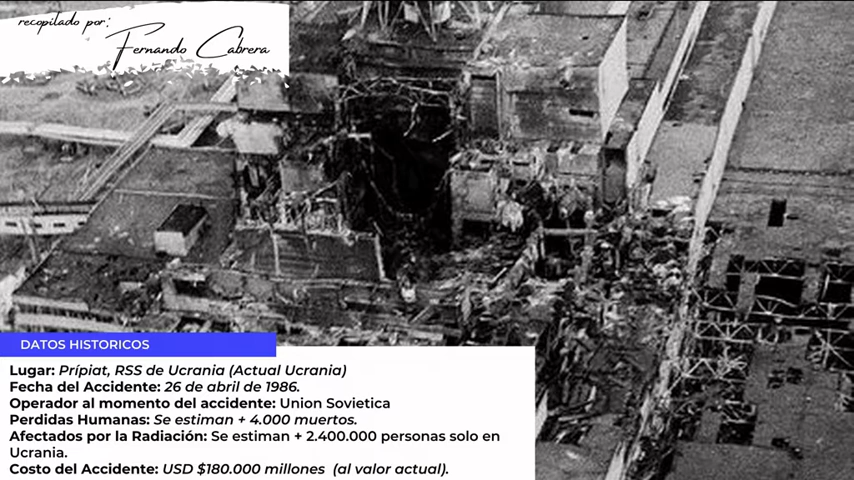 recopilado por:
Fernando Cabrera
DATOS HISTORICOS
Lugar: Prípiat, RSS de Ucrania (Actual Ucrania)
Fecha del Accidente: 26 de abril de 1986.
Operador al momento del accidente: Union Sovietica
Perdidas Humanas: Se estiman + 4.000 muertos.
Afectados por la Radiación: Se estiman + 2.400.000 personas solo en
Ucrania.
Costo del Accidente: USD $180.000 millones (al valor actual).